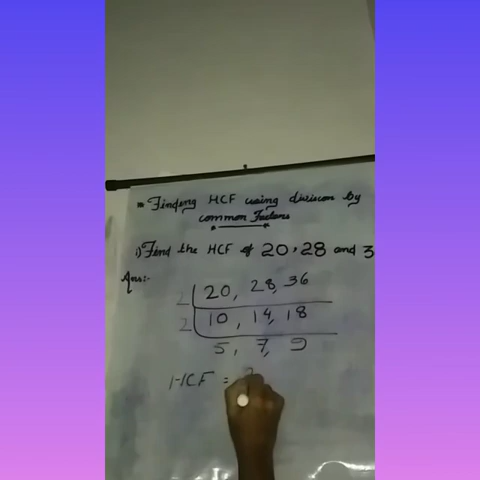 Finding HCF using division by
common Factors
i) Find the HCF of 20, 28 and 3
Ans:-
2 | 20, 28, 36
2 | 10, 14, 18
5, 7, 9
HCF = 2